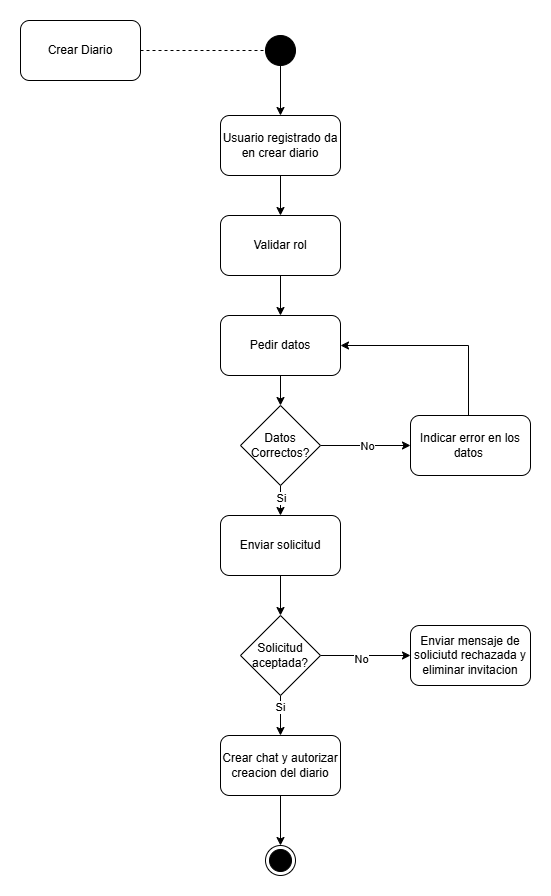 Crear Diario
Usuario registrado da
en crear diario
Validar rol
Pedir datos
Datos
Correctos?
No
Indicar error en los
datos
Si
Enviar solicitud
Solicitud
aceptada?
No
Enviar mensaje de
soliciutd rechazada y
eliminar invitacion
Si
Crear chat y autorizar
creacion del diario